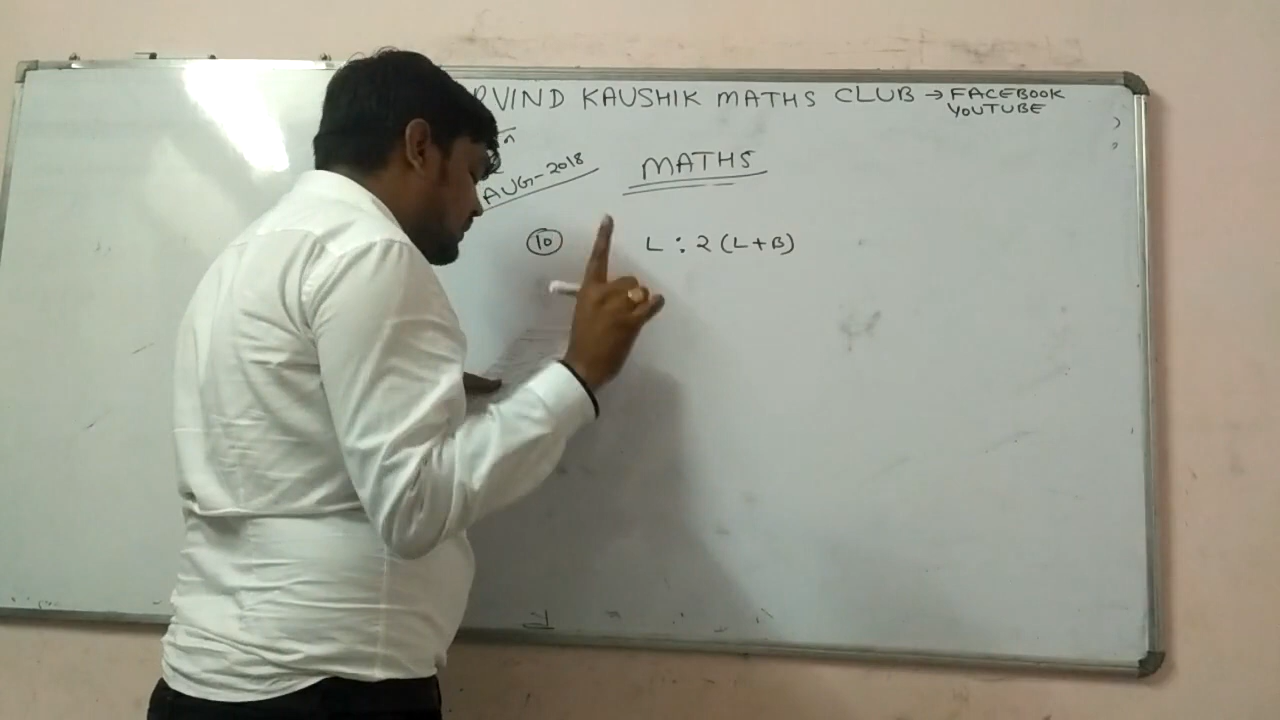 RVIND KAUSHIK MATHS CLUB → FACEBOOK
YOUTUBE
AUG-2018
MATHS
10 L : 2 (L+B)